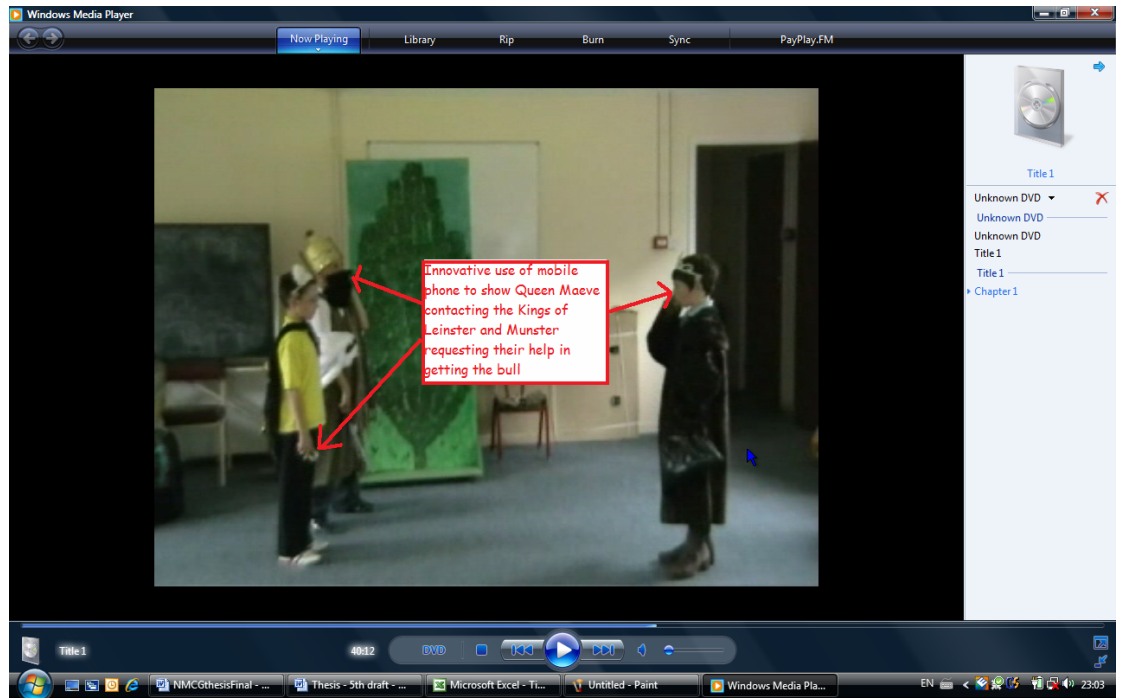 Windows Media Player
Now Playing Library Rip Burn Sync PayPlay.FM
Title 1
Unknown DVD
Unknown DVD
Unknown DVD
Title 1
Title 1
Chapter 1
Innovative use of mobile
phone to show Queen Maeve
contacting the Kings of
Leinster and Munster
requesting their help in
getting the bull
Title 1 40:12 DVD
NMCGthesisFinal - ... Thesis - 5th draft - ... Microsoft Excel - Ti... Untitled - Paint Windows Media Pla... EN 23:03